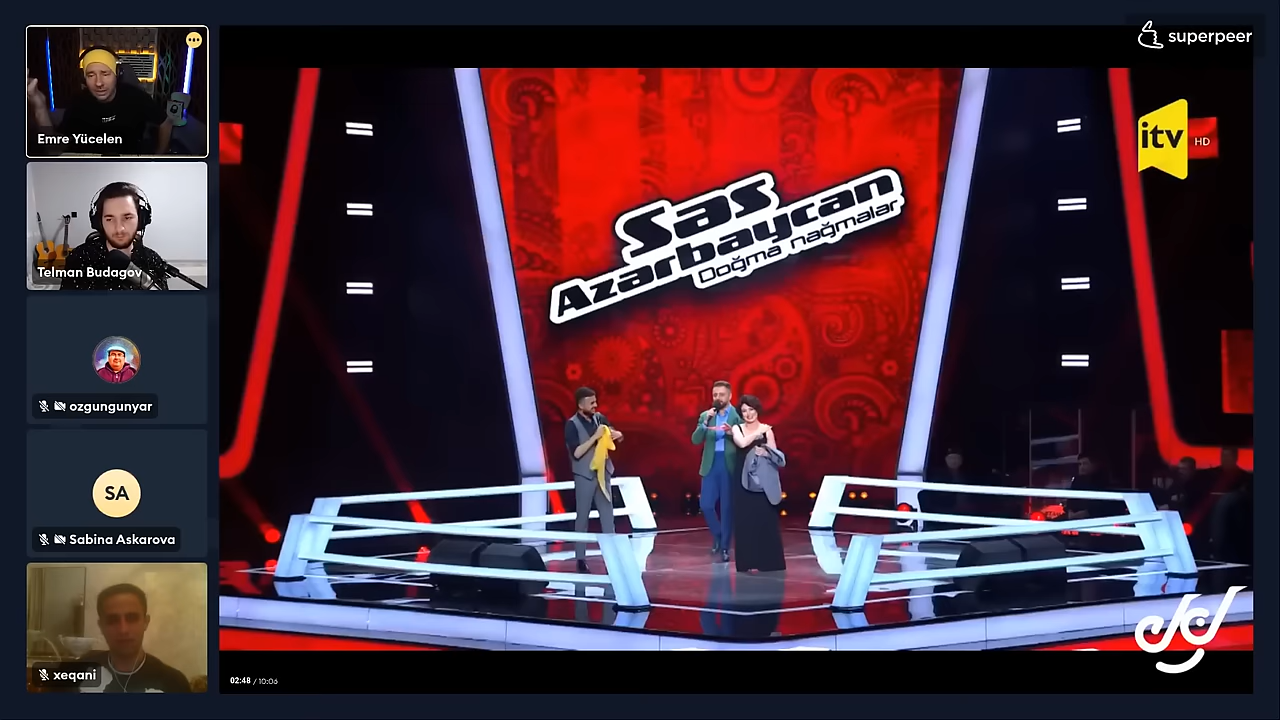 superpeer
Emre Yücelen
Telman Budagov
ozgungunyar
SA
Sabina Askarova
xeqani
itv
HD
Səs
Azərbaycan
Doğma nəğmələr
02:48 / 10:06